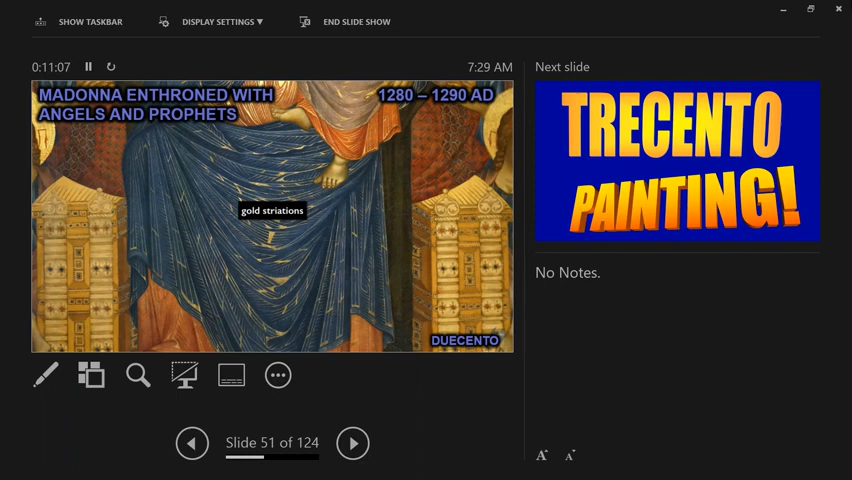 SHOW TASKBAR
DISPLAY SETTINGS ▼
END SLIDE SHOW
0:11:07
7:29 AM
MADONNA ENTHRONED WITH
ANGELS AND PROPHETS
1280 – 1290 AD
gold striations
DUECENTO
Slide 51 of 124
Next slide
TRECENTO
PAINTING!
No Notes.
A
A